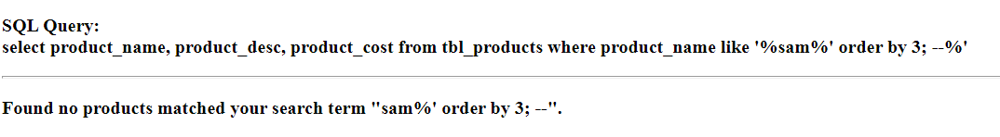 SQL Query:
select product_name, product_desc, product_cost from tbl_products where product_name like '%sam%' order by 3; --%'
Found no products matched your search term "sam%' order by 3; --".